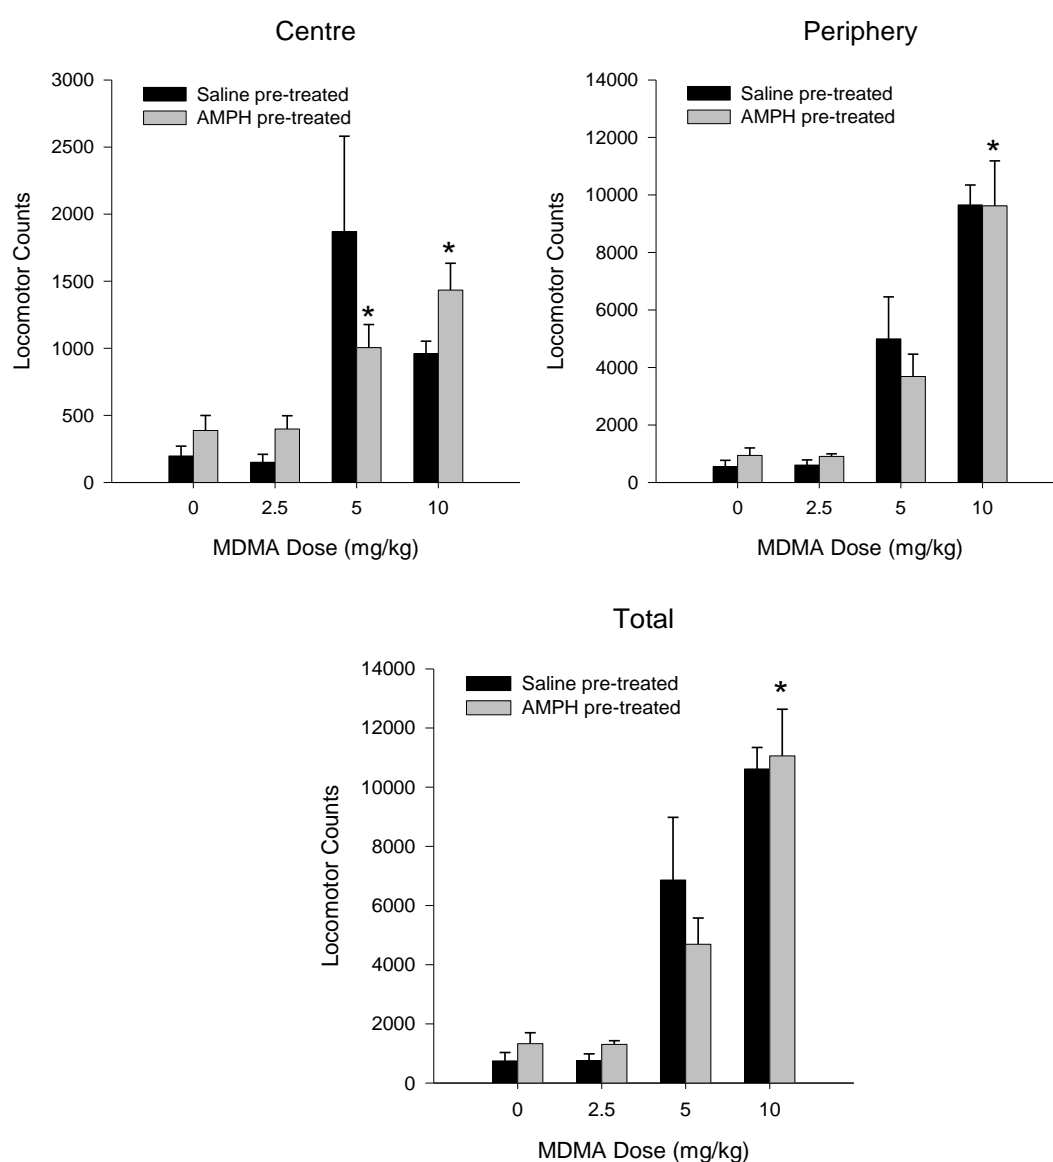 Centre
3000
2500
2000
1500
1000
500
0
Locomotor Counts
Saline pre-treated
AMPH pre-treated
*
*
0 2.5 5 10
MDMA Dose (mg/kg)
Periphery
14000
12000
10000
8000
6000
4000
2000
0
Locomotor Counts
Saline pre-treated
AMPH pre-treated
*
0 2.5 5 10
MDMA Dose (mg/kg)
Total
14000
12000
10000
8000
6000
4000
2000
0
Locomotor Counts
Saline pre-treated
AMPH pre-treated
*
0 2.5 5 10
MDMA Dose (mg/kg)